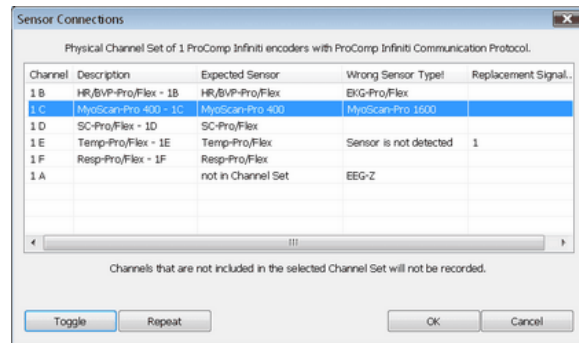 Sensor Connections
Physical Channel Set of 1 ProComp Infiniti encoders with ProComp Infiniti Communication Protocol.
Channel Description Expected Sensor Wrong Sensor Type! Replacement Signal..
1 B HR/BVP-Pro/Flex - 1B HR/BVP-Pro/Flex EKG-Pro/Flex
1 C MyoScan-Pro 400 - 1C MyoScan-Pro 400 MyoScan-Pro 1600
1 D SC-Pro/Flex - 1D SC-Pro/Flex
1 E Temp-Pro/Flex - 1E Temp-Pro/Flex Sensor is not detected 1
1 F Resp-Pro/Flex - 1F Resp-Pro/Flex
1 A not in Channel Set EEG-Z
Channels that are not included in the selected Channel Set will not be recorded.
Toggle Repeat OK Cancel